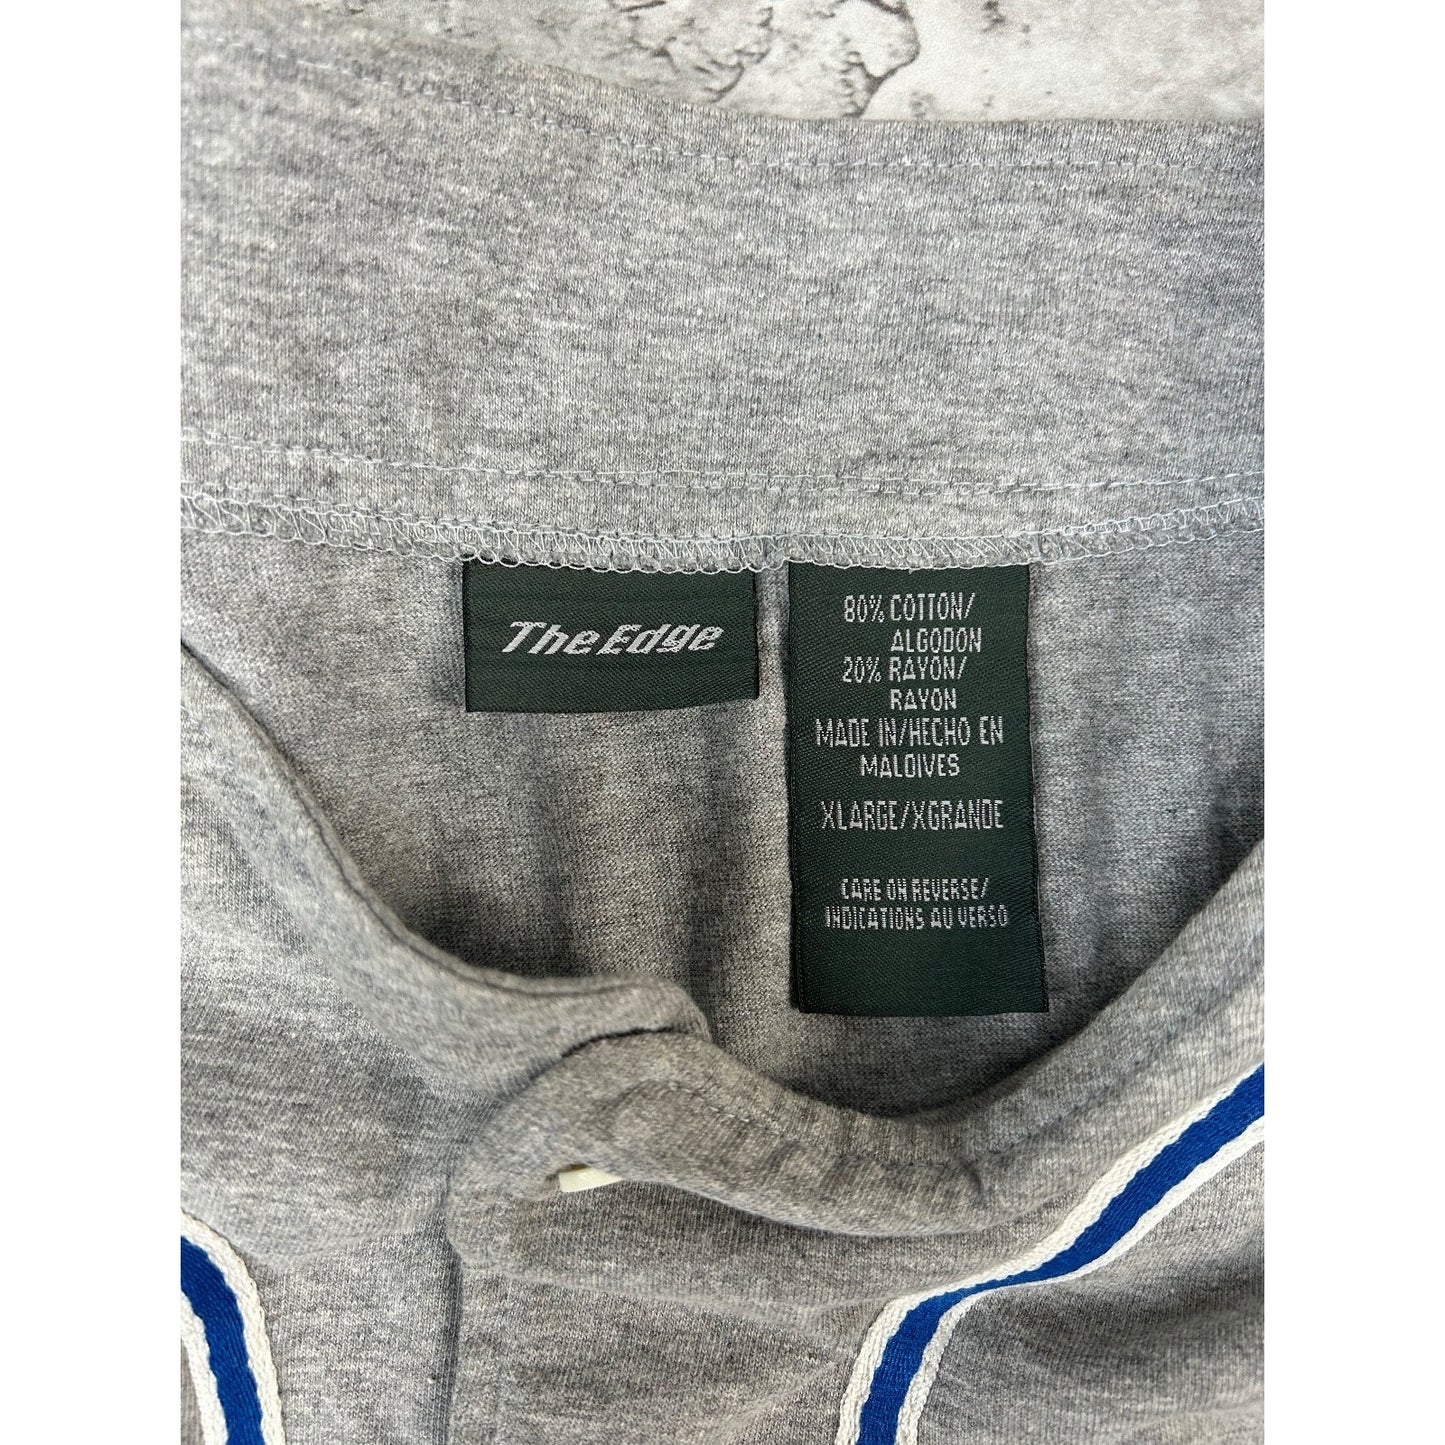 The Edge
80% COTTON/
ALGODON
20% RAYON/
RAYON
MADE IN/HECHO EN
MALDIVES
XLARGE/XGRANDE
CARE ON REVERSE/
INDICATIONS AU VERSO